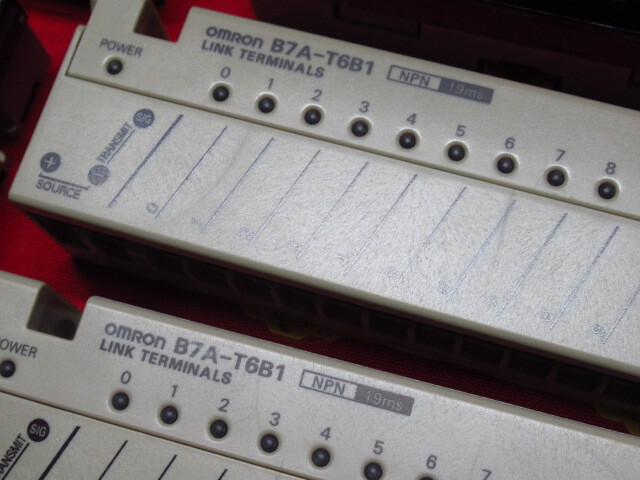 OMRON B7A-T6B1
LINK TERMINALS
NPN 19ms
POWER
0 1 2 3 4 5 6 7 8
SIG
TRANSMIT
SOURCE
OMRON B7A-T6B1
LINK TERMINALS
NPN 19ms
POWER
0 1 2 3 4 5 6 7
SIG
TRANSMIT